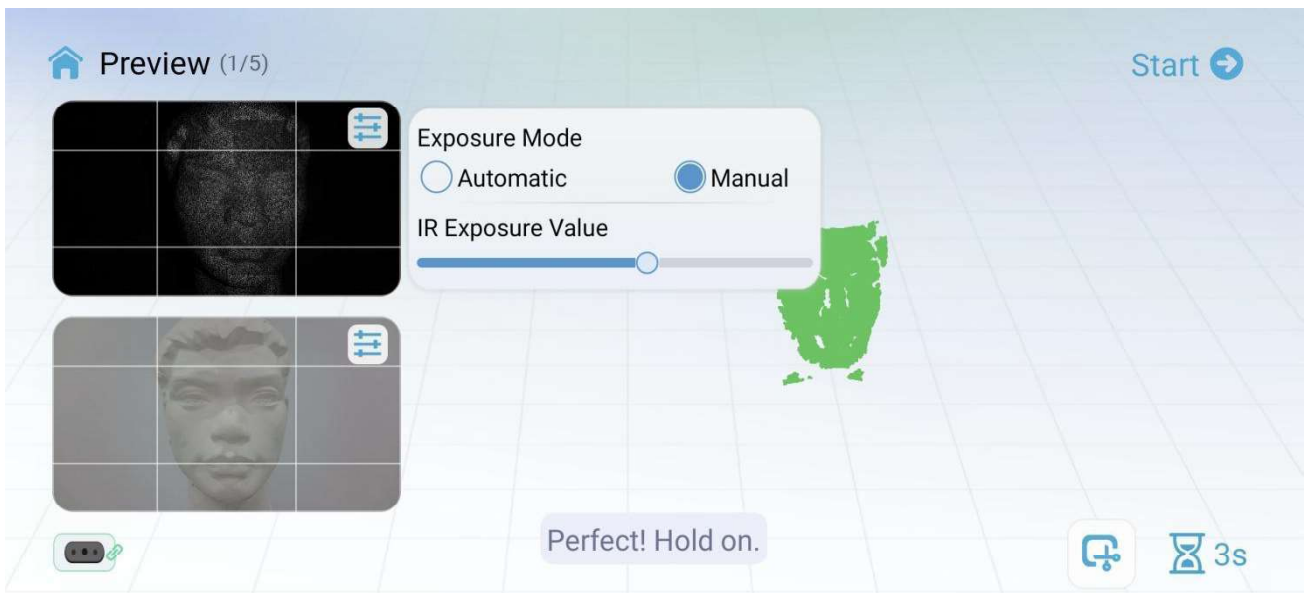 Preview (1/5)
Start
Exposure Mode
Automatic
Manual
IR Exposure Value
Perfect! Hold on.
3s